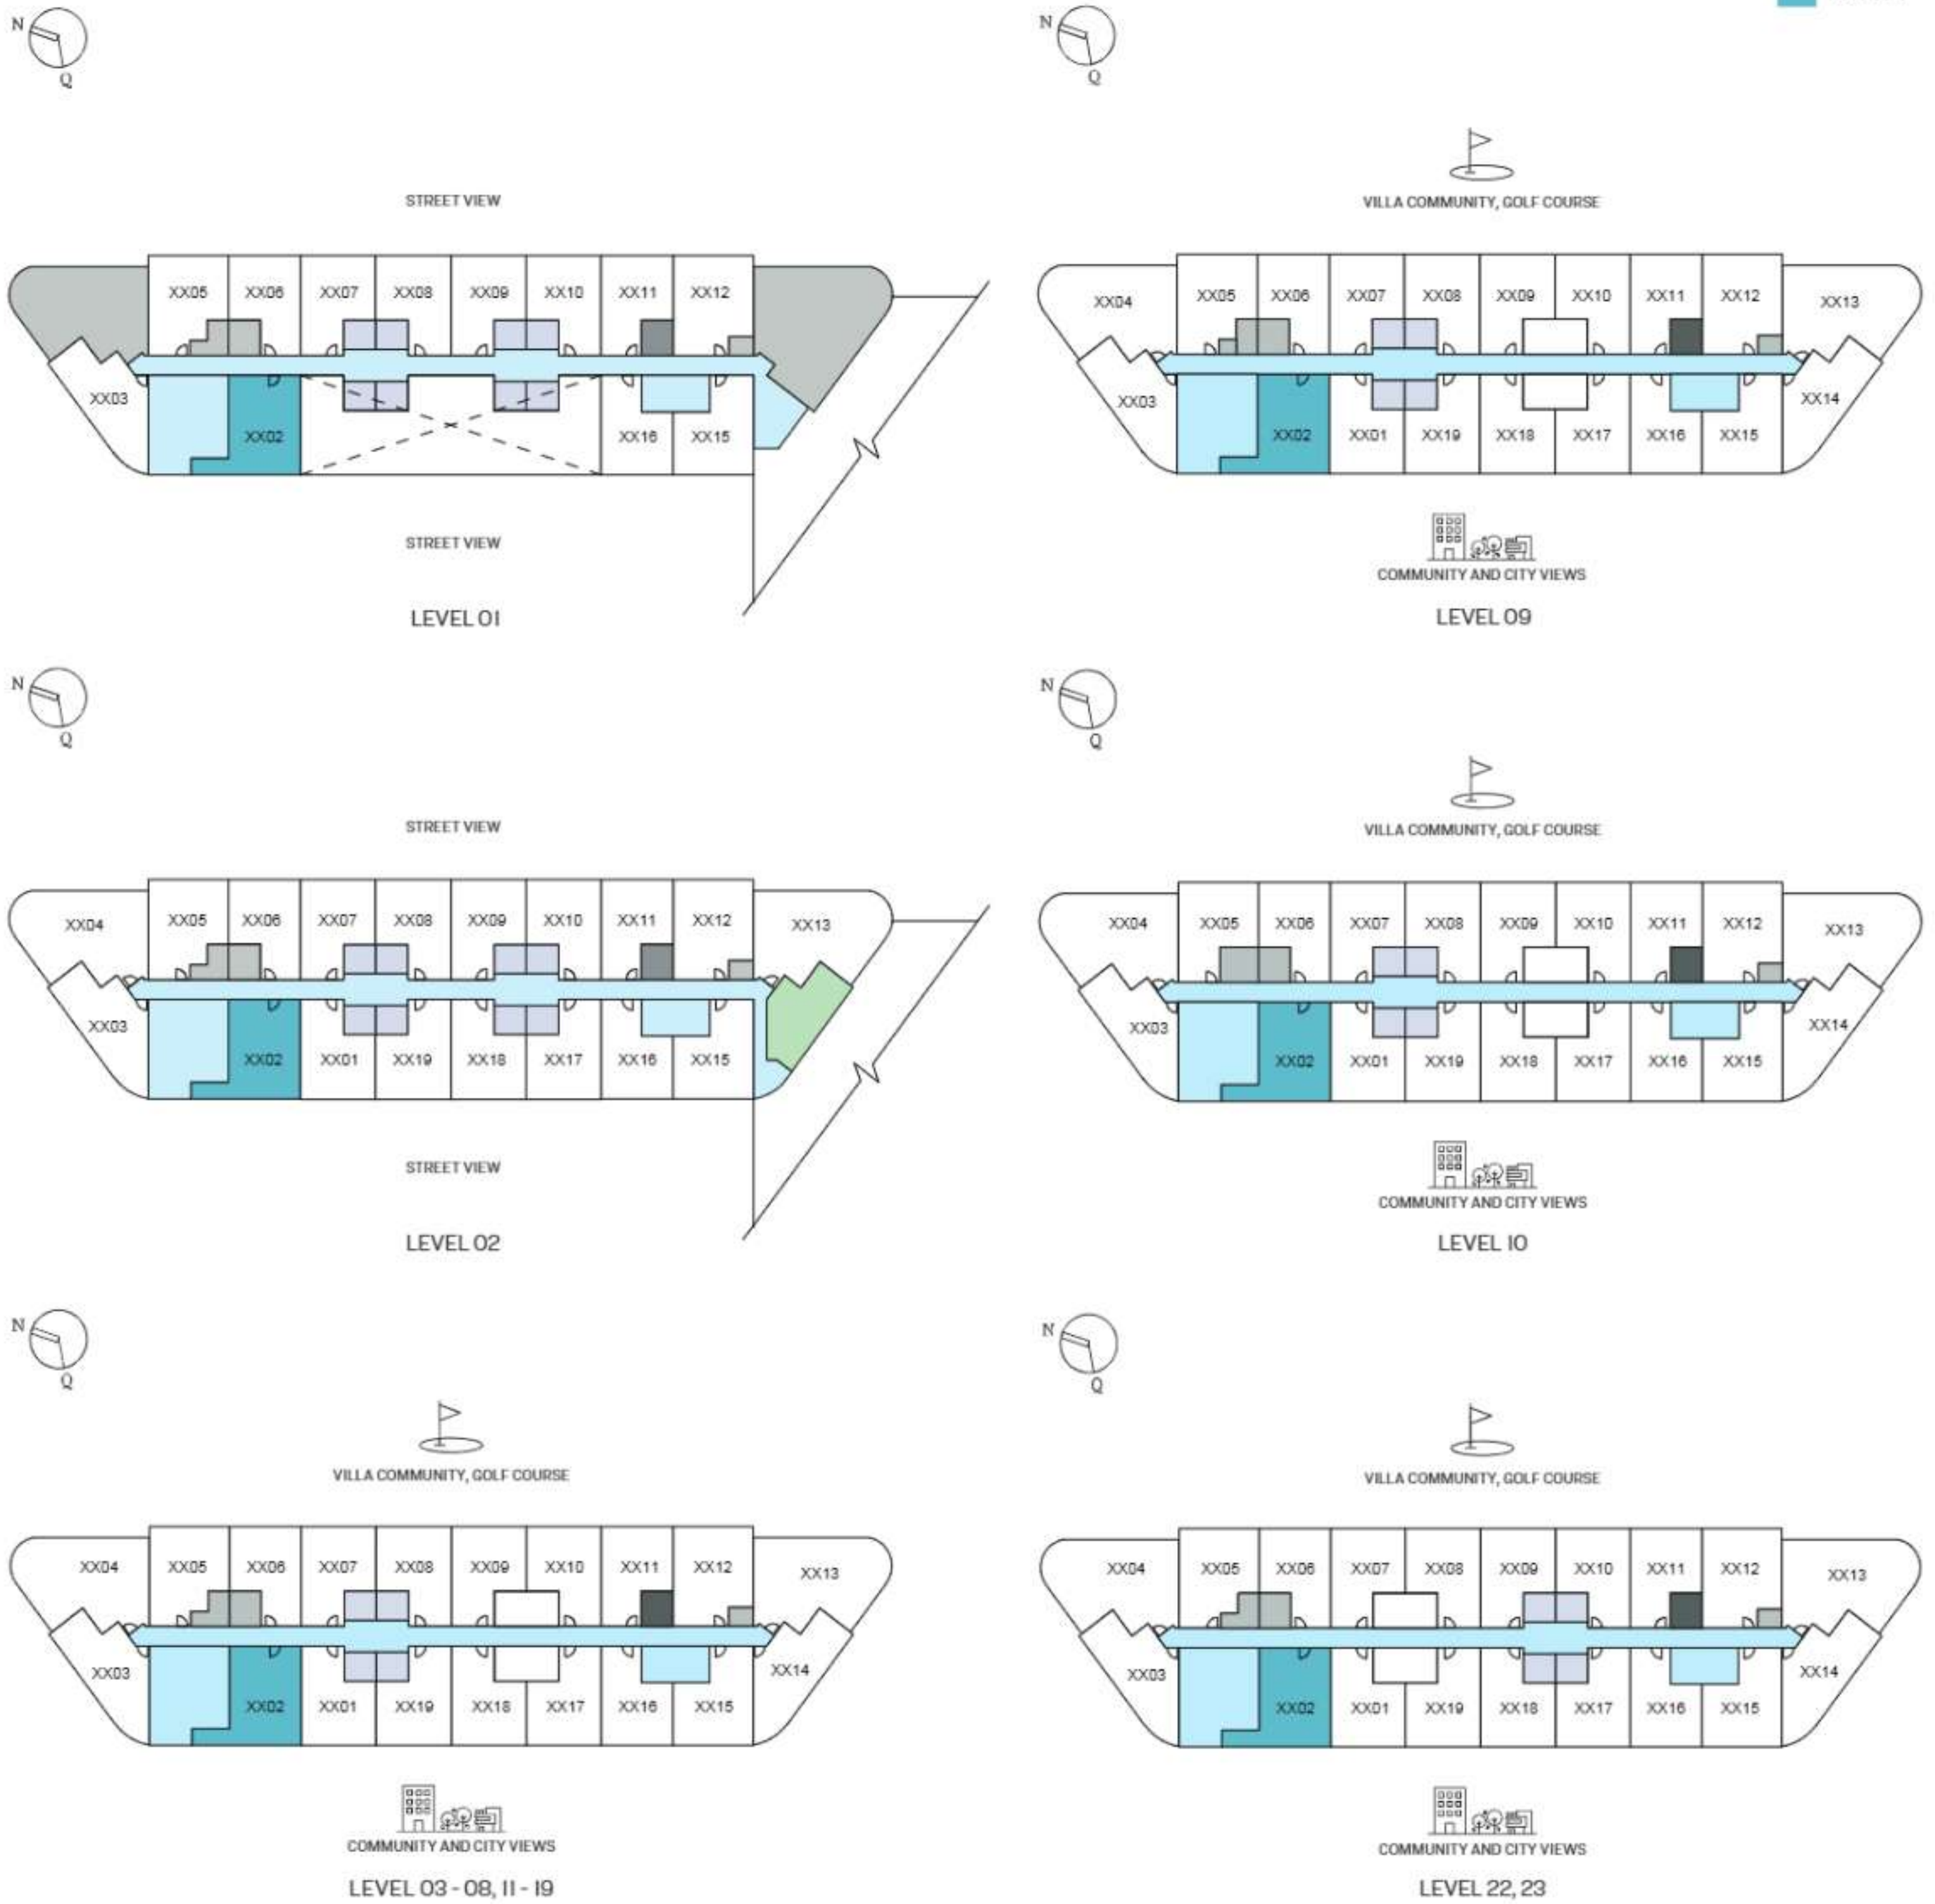 N
Q
STREET VIEW
XX05 XX06 XX07 XX08 XX09 XX10 XX11 XX12
XX03
XX02 XX16 XX15
STREET VIEW
LEVEL 01
N
Q
VILLA COMMUNITY, GOLF COURSE
XX04 XX05 XX06 XX07 XX08 XX09 XX10 XX11 XX12 XX13
XX03 XX14
XX02 XX01 XX19 XX18 XX17 XX16 XX15
COMMUNITY AND CITY VIEWS
LEVEL 09
N
Q
STREET VIEW
XX04 XX05 XX06 XX07 XX08 XX09 XX10 XX11 XX12 XX13
XX03
XX02 XX01 XX19 XX18 XX17 XX16 XX15
STREET VIEW
LEVEL 02
N
Q
VILLA COMMUNITY, GOLF COURSE
XX04 XX05 XX06 XX07 XX08 XX09 XX10 XX11 XX12 XX13
XX03 XX14
XX02 XX01 XX19 XX18 XX17 XX16 XX15
COMMUNITY AND CITY VIEWS
LEVEL 10
N
Q
VILLA COMMUNITY, GOLF COURSE
XX04 XX05 XX06 XX07 XX08 XX09 XX10 XX11 XX12 XX13
XX03 XX14
XX02 XX01 XX19 XX18 XX17 XX16 XX15
COMMUNITY AND CITY VIEWS
LEVEL 03 - 08, 11 - 19
N
Q
VILLA COMMUNITY, GOLF COURSE
XX04 XX05 XX06 XX07 XX08 XX09 XX10 XX11 XX12 XX13
XX03 XX14
XX02 XX01 XX19 XX18 XX17 XX16 XX15
COMMUNITY AND CITY VIEWS
LEVEL 22, 23